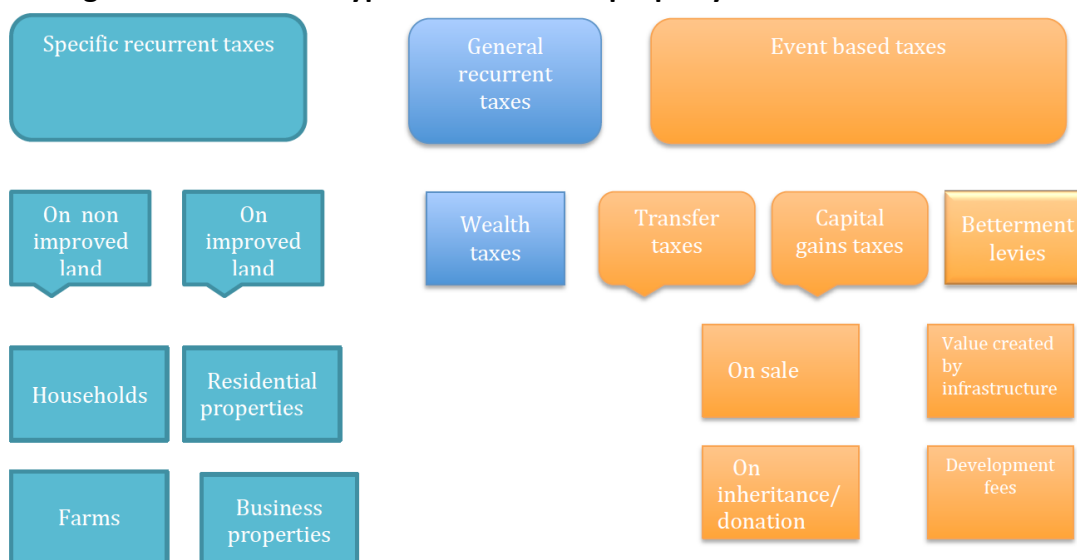 Specific recurrent taxes
General
recurrent
taxes
Event based taxes
On non
improved
land
On
improved
land
Wealth
taxes
Transfer
taxes
Capital
gains taxes
Betterment
levies
Households
Residential
properties
On sale
Value created
by
infrastructure
Farms
Business
properties
On
inheritance/
donation
Development
fees